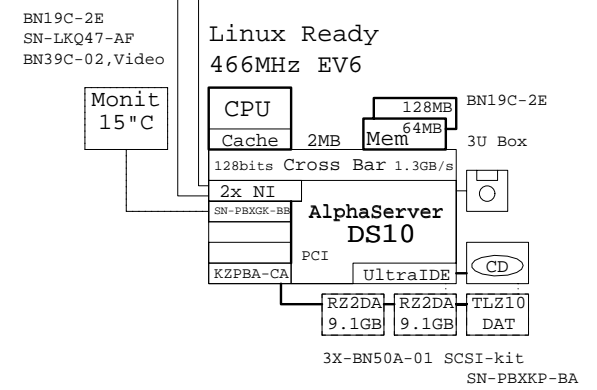 BN19C-2E
SN-LKQ47-AF
BN39C-02,Video
Linux Ready
466MHz EV6
Monit
15"C
CPU
Cache
2MB
128MB
64MB
Mem
BN19C-2E
3U Box
128bits Cross Bar 1.3GB/s
2x NI
SN-PBXGK-BB
AlphaServer
DS10
PCI
KZPBA-CA
UltraIDE
CD
RZ2DA
9.1GB
RZ2DA
9.1GB
TLZ10
DAT
3X-BN50A-01 SCSI-kit
SN-PBXKP-BA